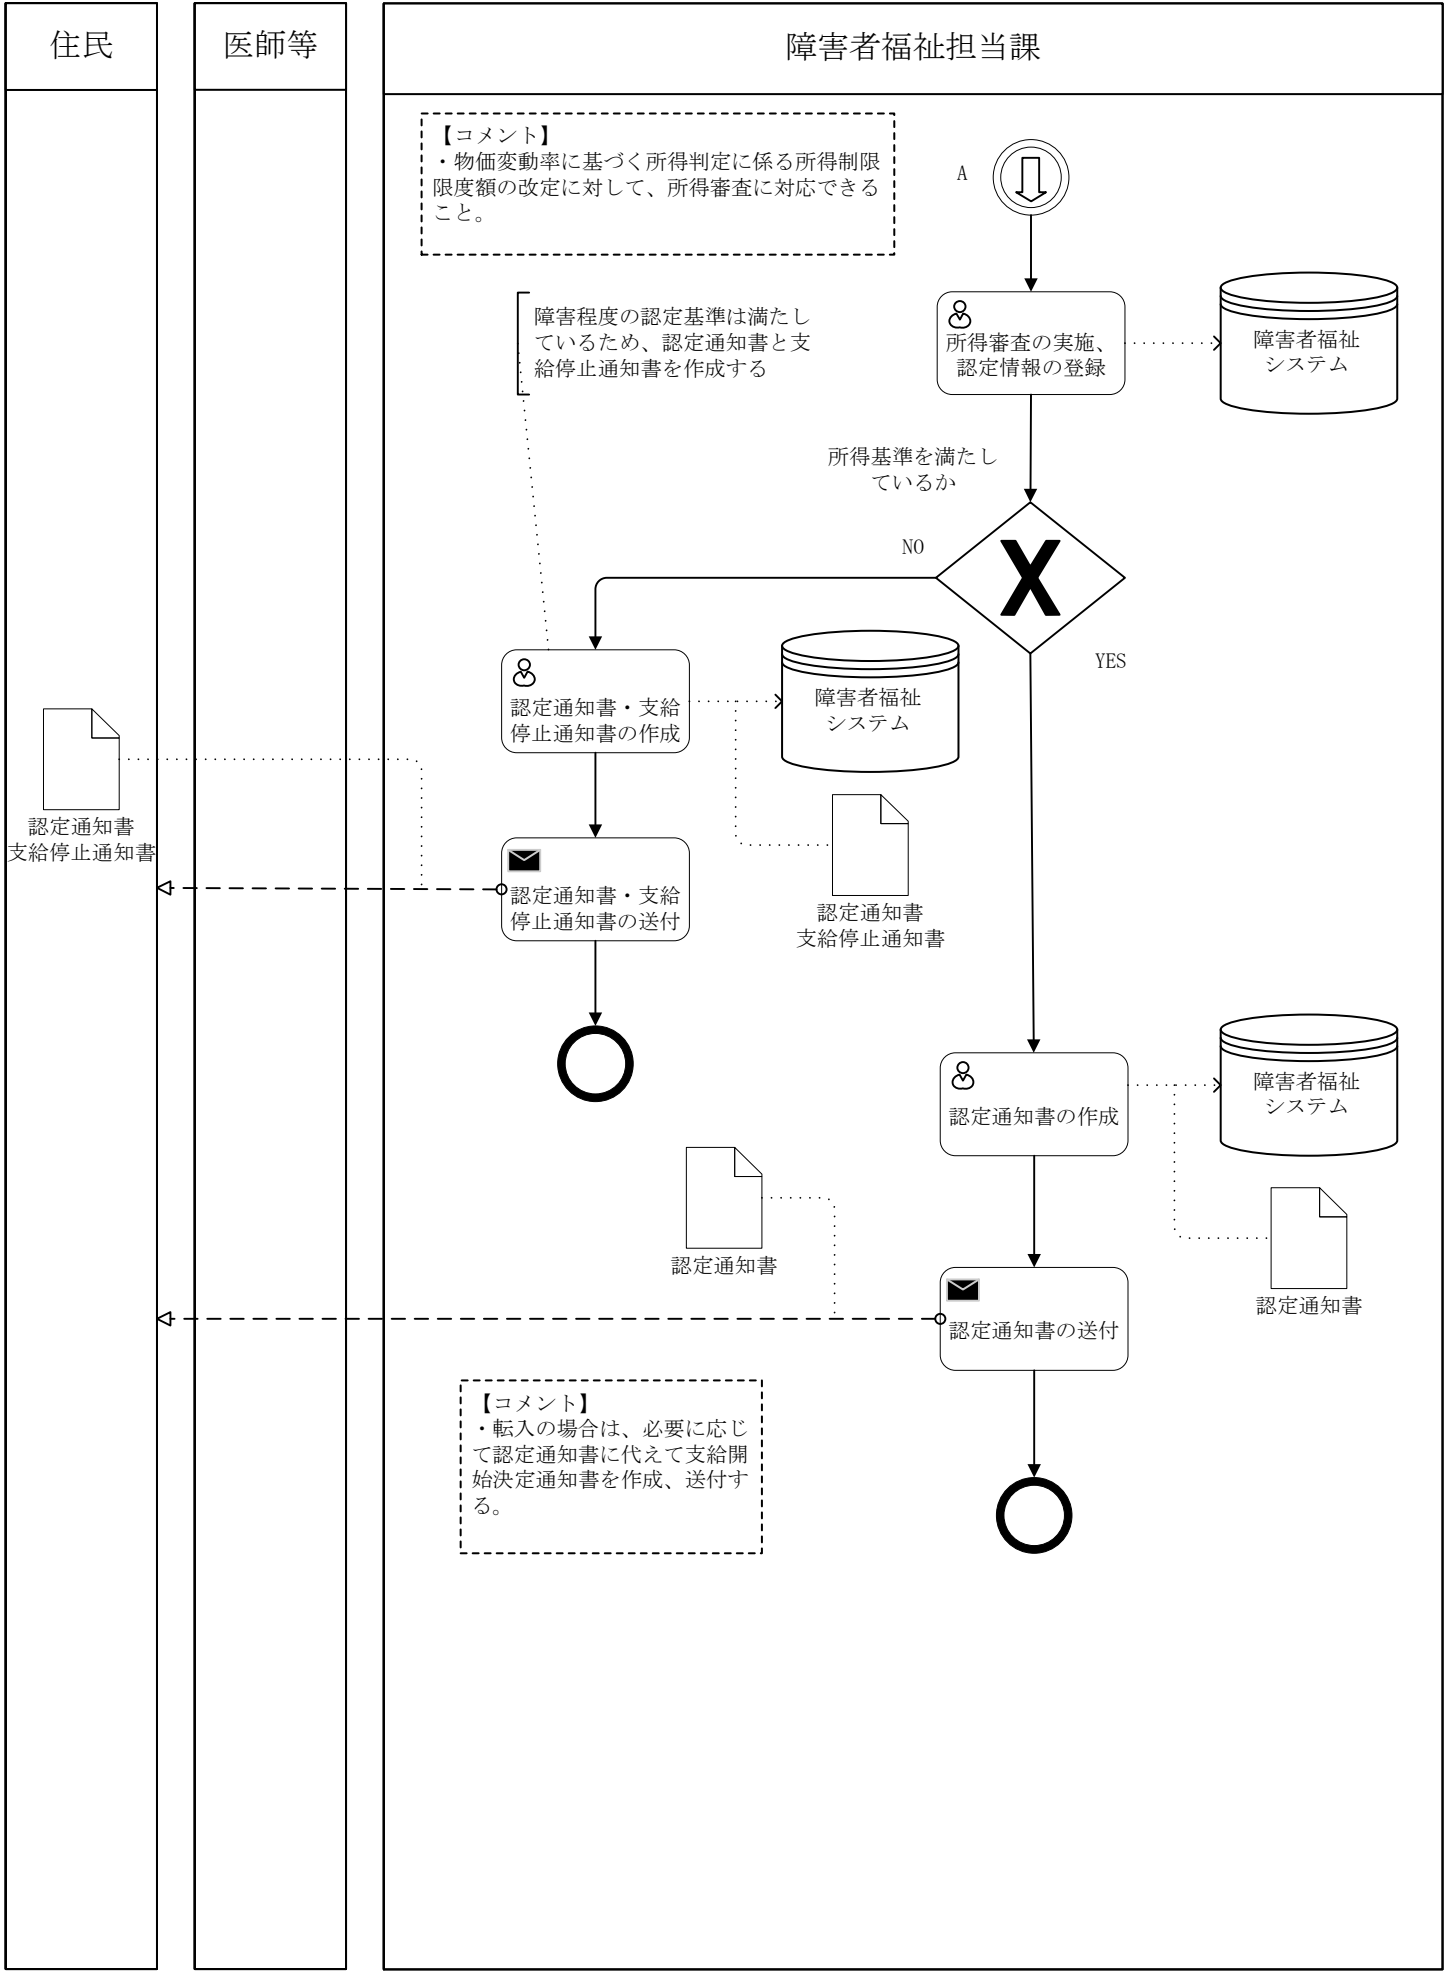 住民
医師等
障害者福祉担当課
【コメント】
・物価変動率に基づく所得判定に係る所得制限
限度額の改定に対して、所得審査に対応できる
こと。
A
障害程度の認定基準は満たし
ているため、認定通知書と支
給停止通知書を作成する
所得審査の実施、
認定情報の登録
障害者福祉
システム
所得基準を満たし
ているか
NO
YES
認定通知書・支給
停止通知書の作成
障害者福祉
システム
認定通知書
支給停止通知書
認定通知書・支給
停止通知書の送付
認定通知書
支給停止通知書
認定通知書の作成
障害者福祉
システム
認定通知書
認定通知書
認定通知書の送付
【コメント】
・転入の場合は、必要に応じ
て認定通知書に代えて支給開
始決定通知書を作成、送付す
る。